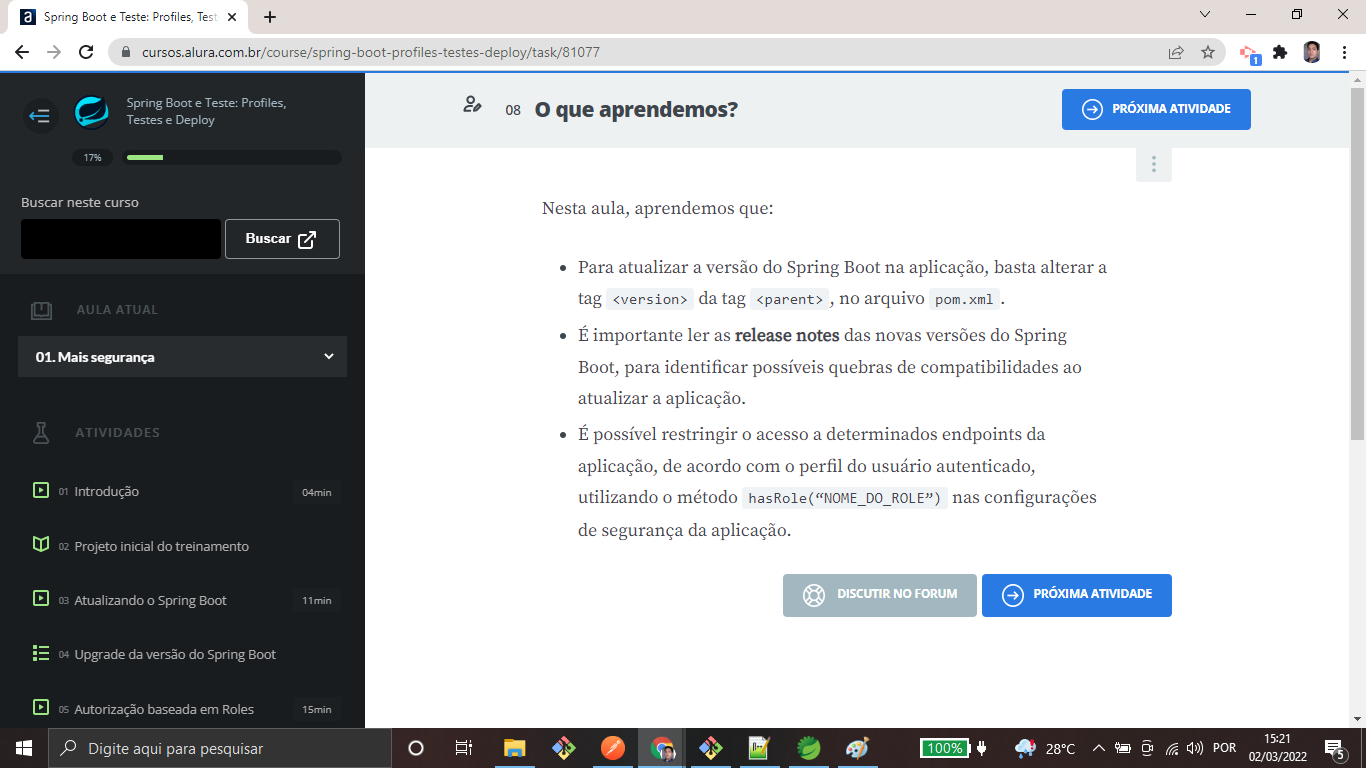 Spring Boot e Teste: Profiles, Test
cursos.alura.com.br/course/spring-boot-profiles-testes-deploy/task/81077
1
Spring Boot e Teste: Profiles,
Testes e Deploy
17%
Buscar neste curso
Buscar
AULA ATUAL
01. Mais segurança
ATIVIDADES
01 Introdução 04min
02 Projeto inicial do treinamento
03 Atualizando o Spring Boot 11min
04 Upgrade da versão do Spring Boot
05 Autorização baseada em Roles 15min
08 O que aprendemos?
PRÓXIMA ATIVIDADE
Nesta aula, aprendemos que:
• Para atualizar a versão do Spring Boot na aplicação, basta alterar a
tag <version> da tag <parent>, no arquivo pom.xml.
• É importante ler as release notes das novas versões do Spring
Boot, para identificar possíveis quebras de compatibilidades ao
atualizar a aplicação.
• É possível restringir o acesso a determinados endpoints da
aplicação, de acordo com o perfil do usuário autenticado,
utilizando o método hasRole(“NOME_DO_ROLE”) nas configurações
de segurança da aplicação.
DISCUTIR NO FORUM
PRÓXIMA ATIVIDADE
Digite aqui para pesquisar
100%
28°C
POR
15:21
02/03/2022
5